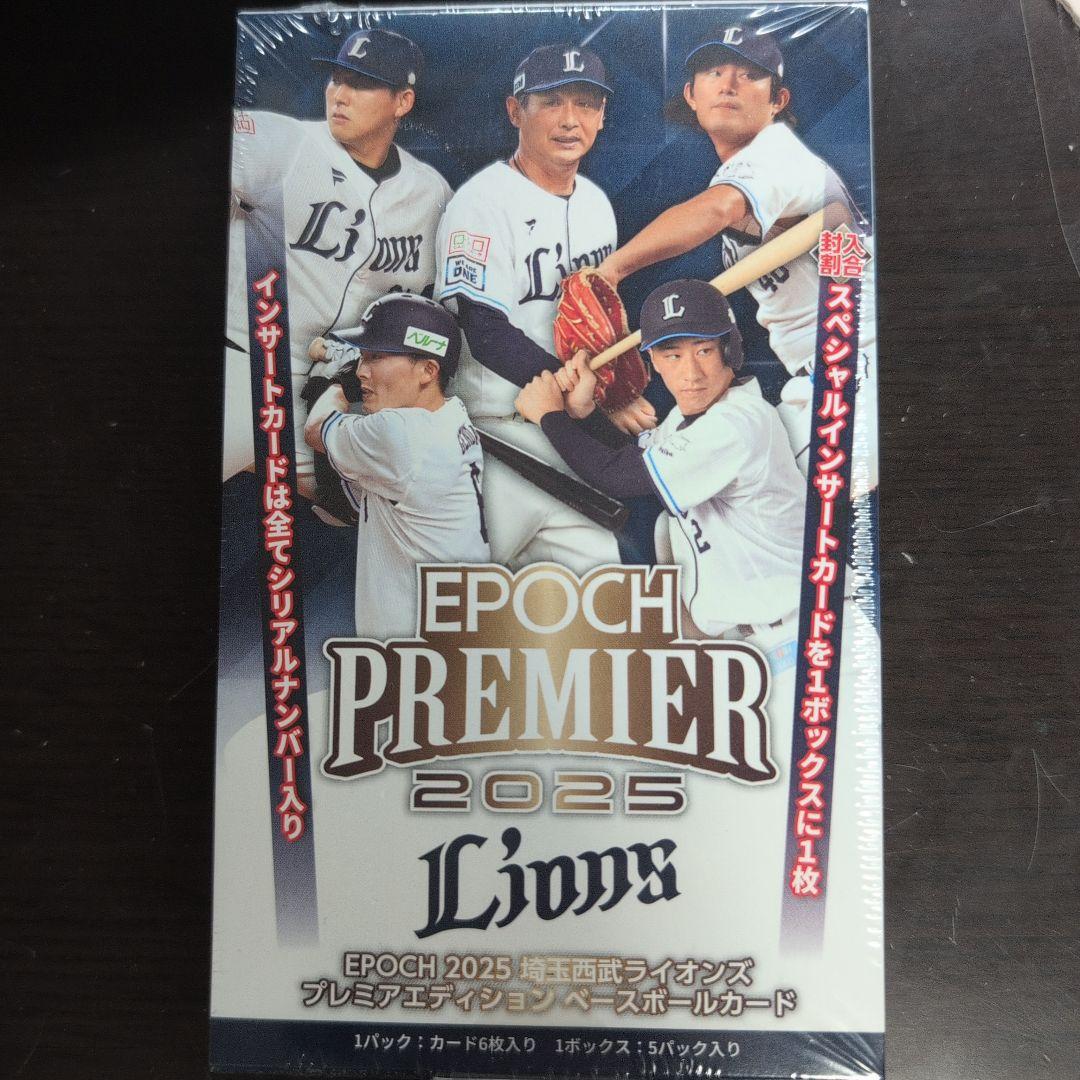 L
L
L
Lions
WE ARE
ONE
40
ベルーナ
L
2
封入
割合
スペシャルインサートカードを1ボックスに1枚
インサートカードは全てシリアルナンバー入り
EPOCH
PREMIER
2025
Lions
EPOCH 2025 埼玉西武ライオンズ
プレミアエディション ベースボールカード
1パック：カード6枚入り 1ボックス：5パック入り